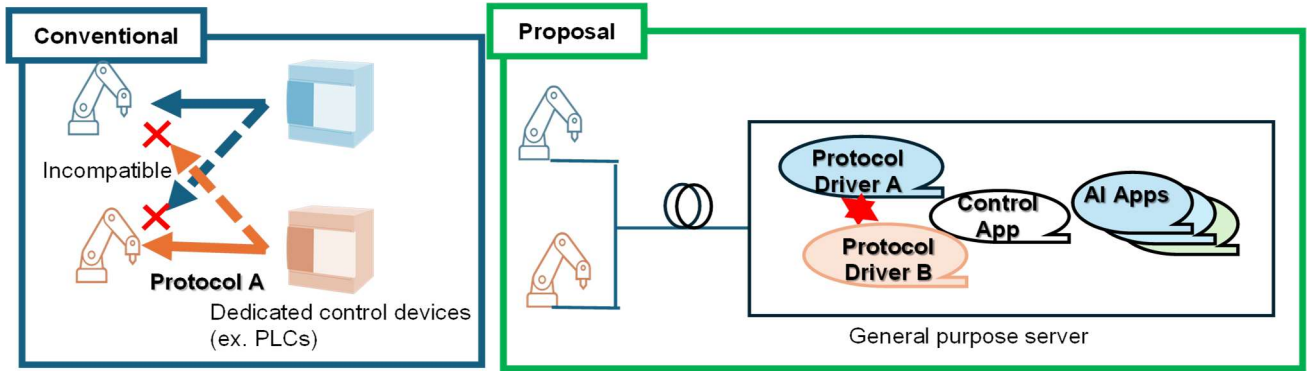 Conventional
Incompatible
Protocol A
Dedicated control devices
(ex. PLCs)
Proposal
Protocol
Driver A
Protocol
Driver B
Control
App
AI Apps
General purpose server